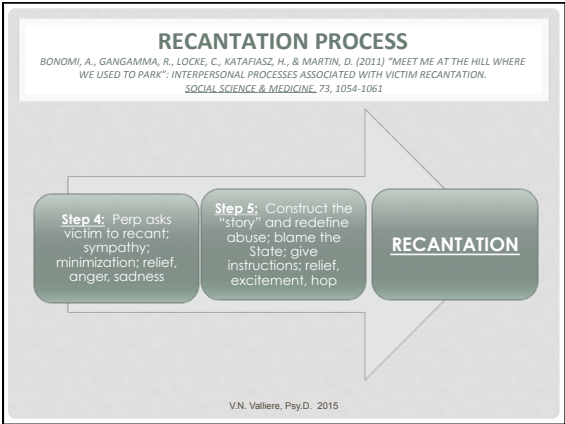 RECANTATION PROCESS
BONOMI, A., GANGAMMA, R., LOCKE, C., KATAFIASZ, H., & MARTIN, D. (2011) "MEET ME AT THE HILL WHERE
WE USED TO PARK": INTERPERSONAL PROCESSES ASSOCIATED WITH VICTIM RECANTATION.
SOCIAL SCIENCE & MEDICINE, 73, 1054-1061
Step 4: Perp asks
victim to recant;
sympathy;
minimization; relief,
anger, sadness
Step 5: Construct the
"story" and redefine
abuse; blame the
State; give
instructions; relief,
excitement, hop
RECANTATION
V.N. Valliere, Psy.D. 2015